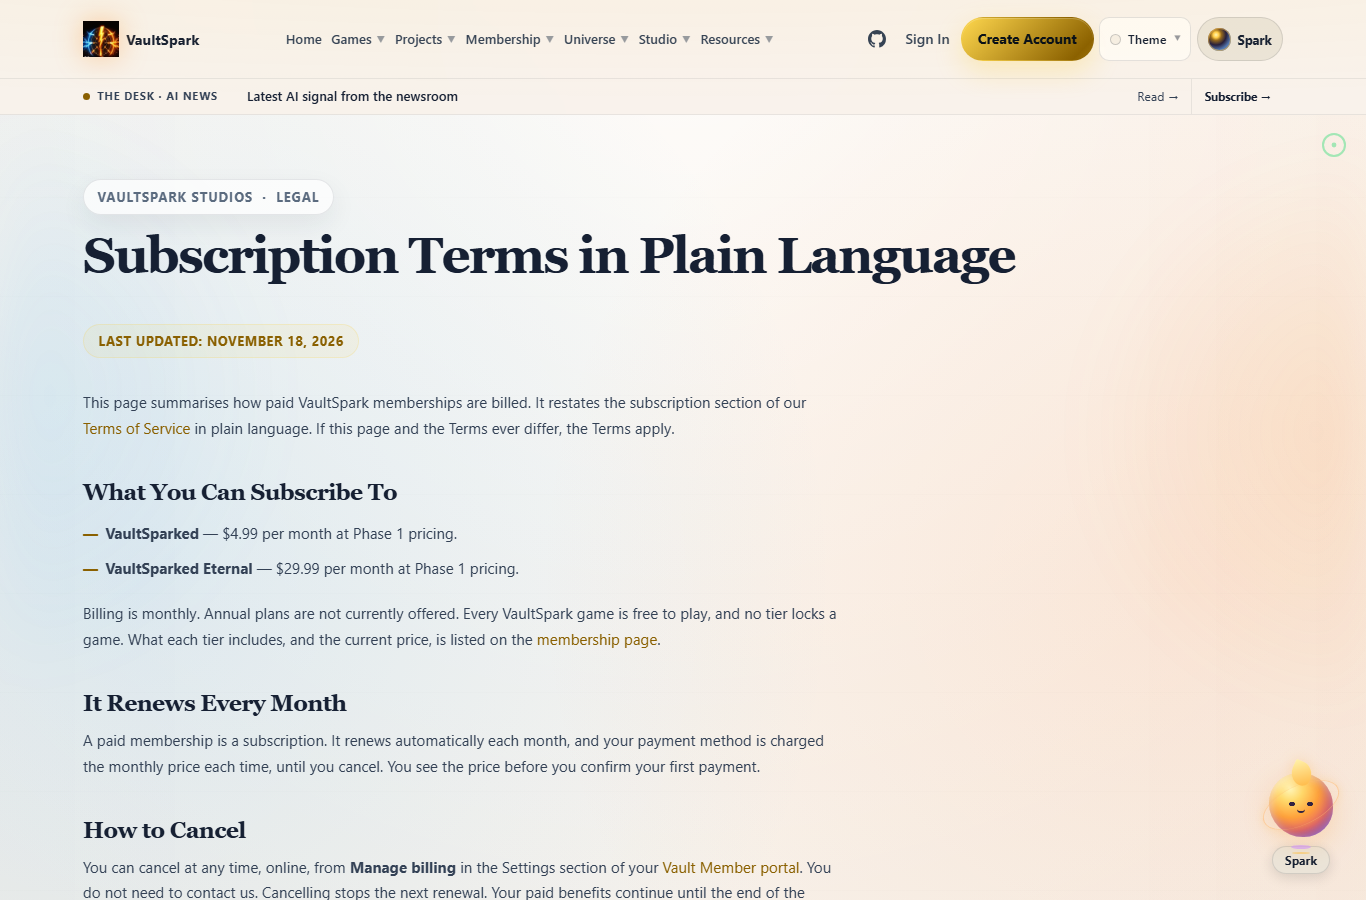 VaultSpark
Home Games ▼ Projects ▼ Membership ▼ Universe ▼ Studio ▼ Resources ▼
Sign In
Create Account
Theme ▼
Spark
THE DESK · AI NEWS
Latest AI signal from the newsroom
Read →
Subscribe →
VAULTSPARK STUDIOS · LEGAL
Subscription Terms in Plain Language
LAST UPDATED: NOVEMBER 18, 2026
This page summarises how paid VaultSpark memberships are billed. It restates the subscription section of our
Terms of Service in plain language. If this page and the Terms ever differ, the Terms apply.
What You Can Subscribe To
— VaultSparked — $4.99 per month at Phase 1 pricing.
— VaultSparked Eternal — $29.99 per month at Phase 1 pricing.
Billing is monthly. Annual plans are not currently offered. Every VaultSpark game is free to play, and no tier locks a
game. What each tier includes, and the current price, is listed on the membership page.
It Renews Every Month
A paid membership is a subscription. It renews automatically each month, and your payment method is charged
the monthly price each time, until you cancel. You see the price before you confirm your first payment.
How to Cancel
You can cancel at any time, online, from Manage billing in the Settings section of your Vault Member portal. You
do not need to contact us. Cancelling stops the next renewal. Your paid benefits continue until the end of the
Spark